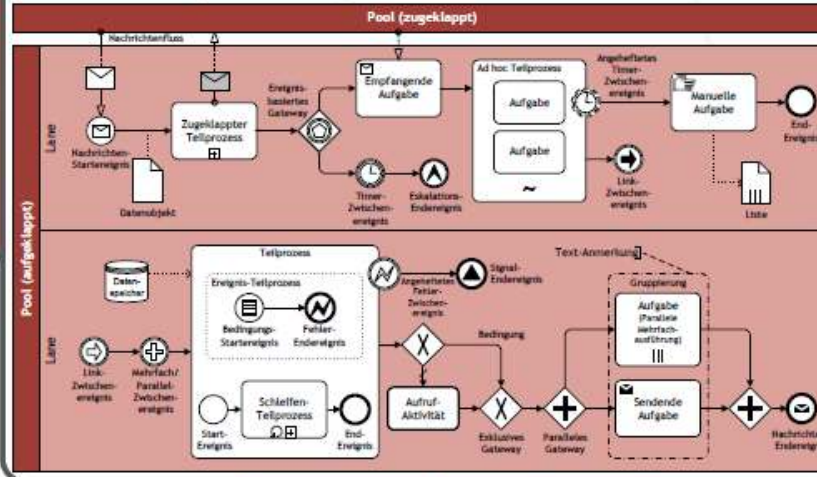 Pool (zugeklappt)
Nachrichtenfluss
Pool (aufgeklappt)
Lane
Nachrichten-
Startereignis
Zugeklappter
Teilprozess
Datenobjekt
Ereignis-
basiertes
Gateway
Empfangende
Aufgabe
Timer-
Zwischen-
ereignis
Eskalations-
Endereignis
Ad hoc Teilprozess
Aufgabe
Aufgabe
~
Angeheftetes
Timer-
Zwischen-
ereignis
Link-
Zwischen-
ereignis
Manuelle
Aufgabe
Liste
End-
Ereignis
Lane
Daten-
speicher
Link-
Zwischen-
ereignis
Mehrfach/
Parallel-
Zwischen-
ereignis
Teilprozess
Ereignis-Teilprozess
Bedingungs-
Startereignis
Fehler-
Endereignis
Start-
Ereignis
Schleifen-
Teilprozess
End-
Ereignis
Angeheftetes
Fehler-
Zwischen-
ereignis
Signal-
Endereignis
Bedingung
Aufruf-
Aktivität
Exklusives
Gateway
Paralleles
Gateway
Text-Anmerkung
Gruppierung
Aufgabe
(Parallele
Mehrfach-
ausführung)
Sendende
Aufgabe
Nachrichte
Endereigni